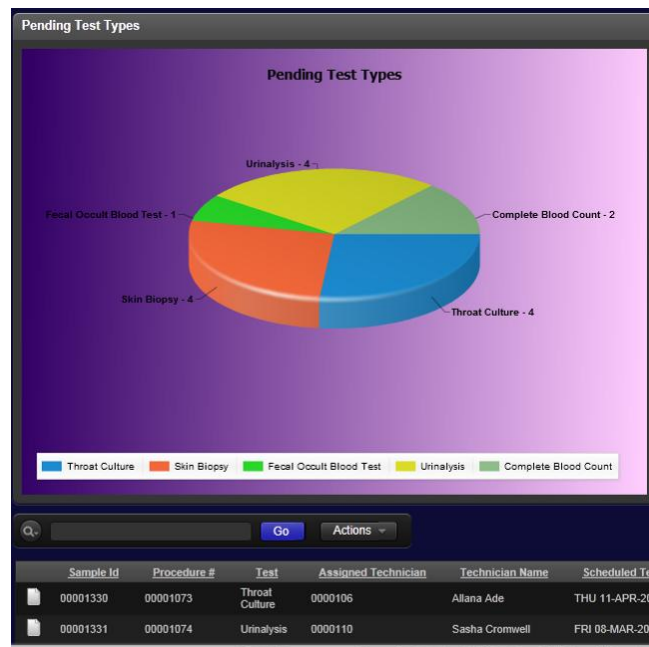 Pending Test Types
Pending Test Types
Urinalysis - 4
Fecal Occult Blood Test - 1
Complete Blood Count - 2
Skin Biopsy - 4
Throat Culture - 4
Throat Culture Skin Biopsy Fecal Occult Blood Test Urinalysis Complete Blood Count
Go Actions
Sample Id Procedure # Test Assigned Technician Technician Name Scheduled Te
00001330 00001073 Throat Culture 0000106 Allana Ade THU 11-APR-20
00001331 00001074 Urinalysis 0000110 Sasha Cromwell FRI 08-MAR-20